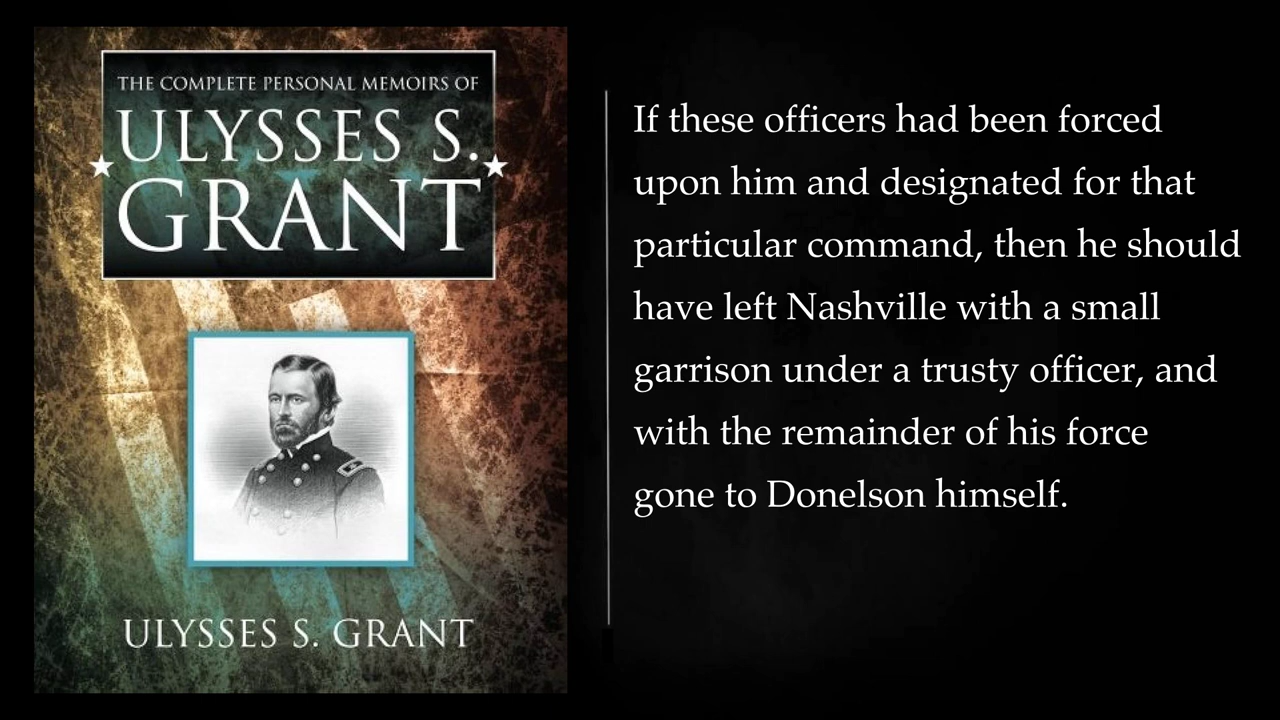 THE COMPLETE PERSONAL MEMOIRS OF
ULYSSES S.
GRANT
ULYSSES S. GRANT
If these officers had been forced
upon him and designated for that
particular command, then he should
have left Nashville with a small
garrison under a trusty officer, and
with the remainder of his force
gone to Donelson himself.